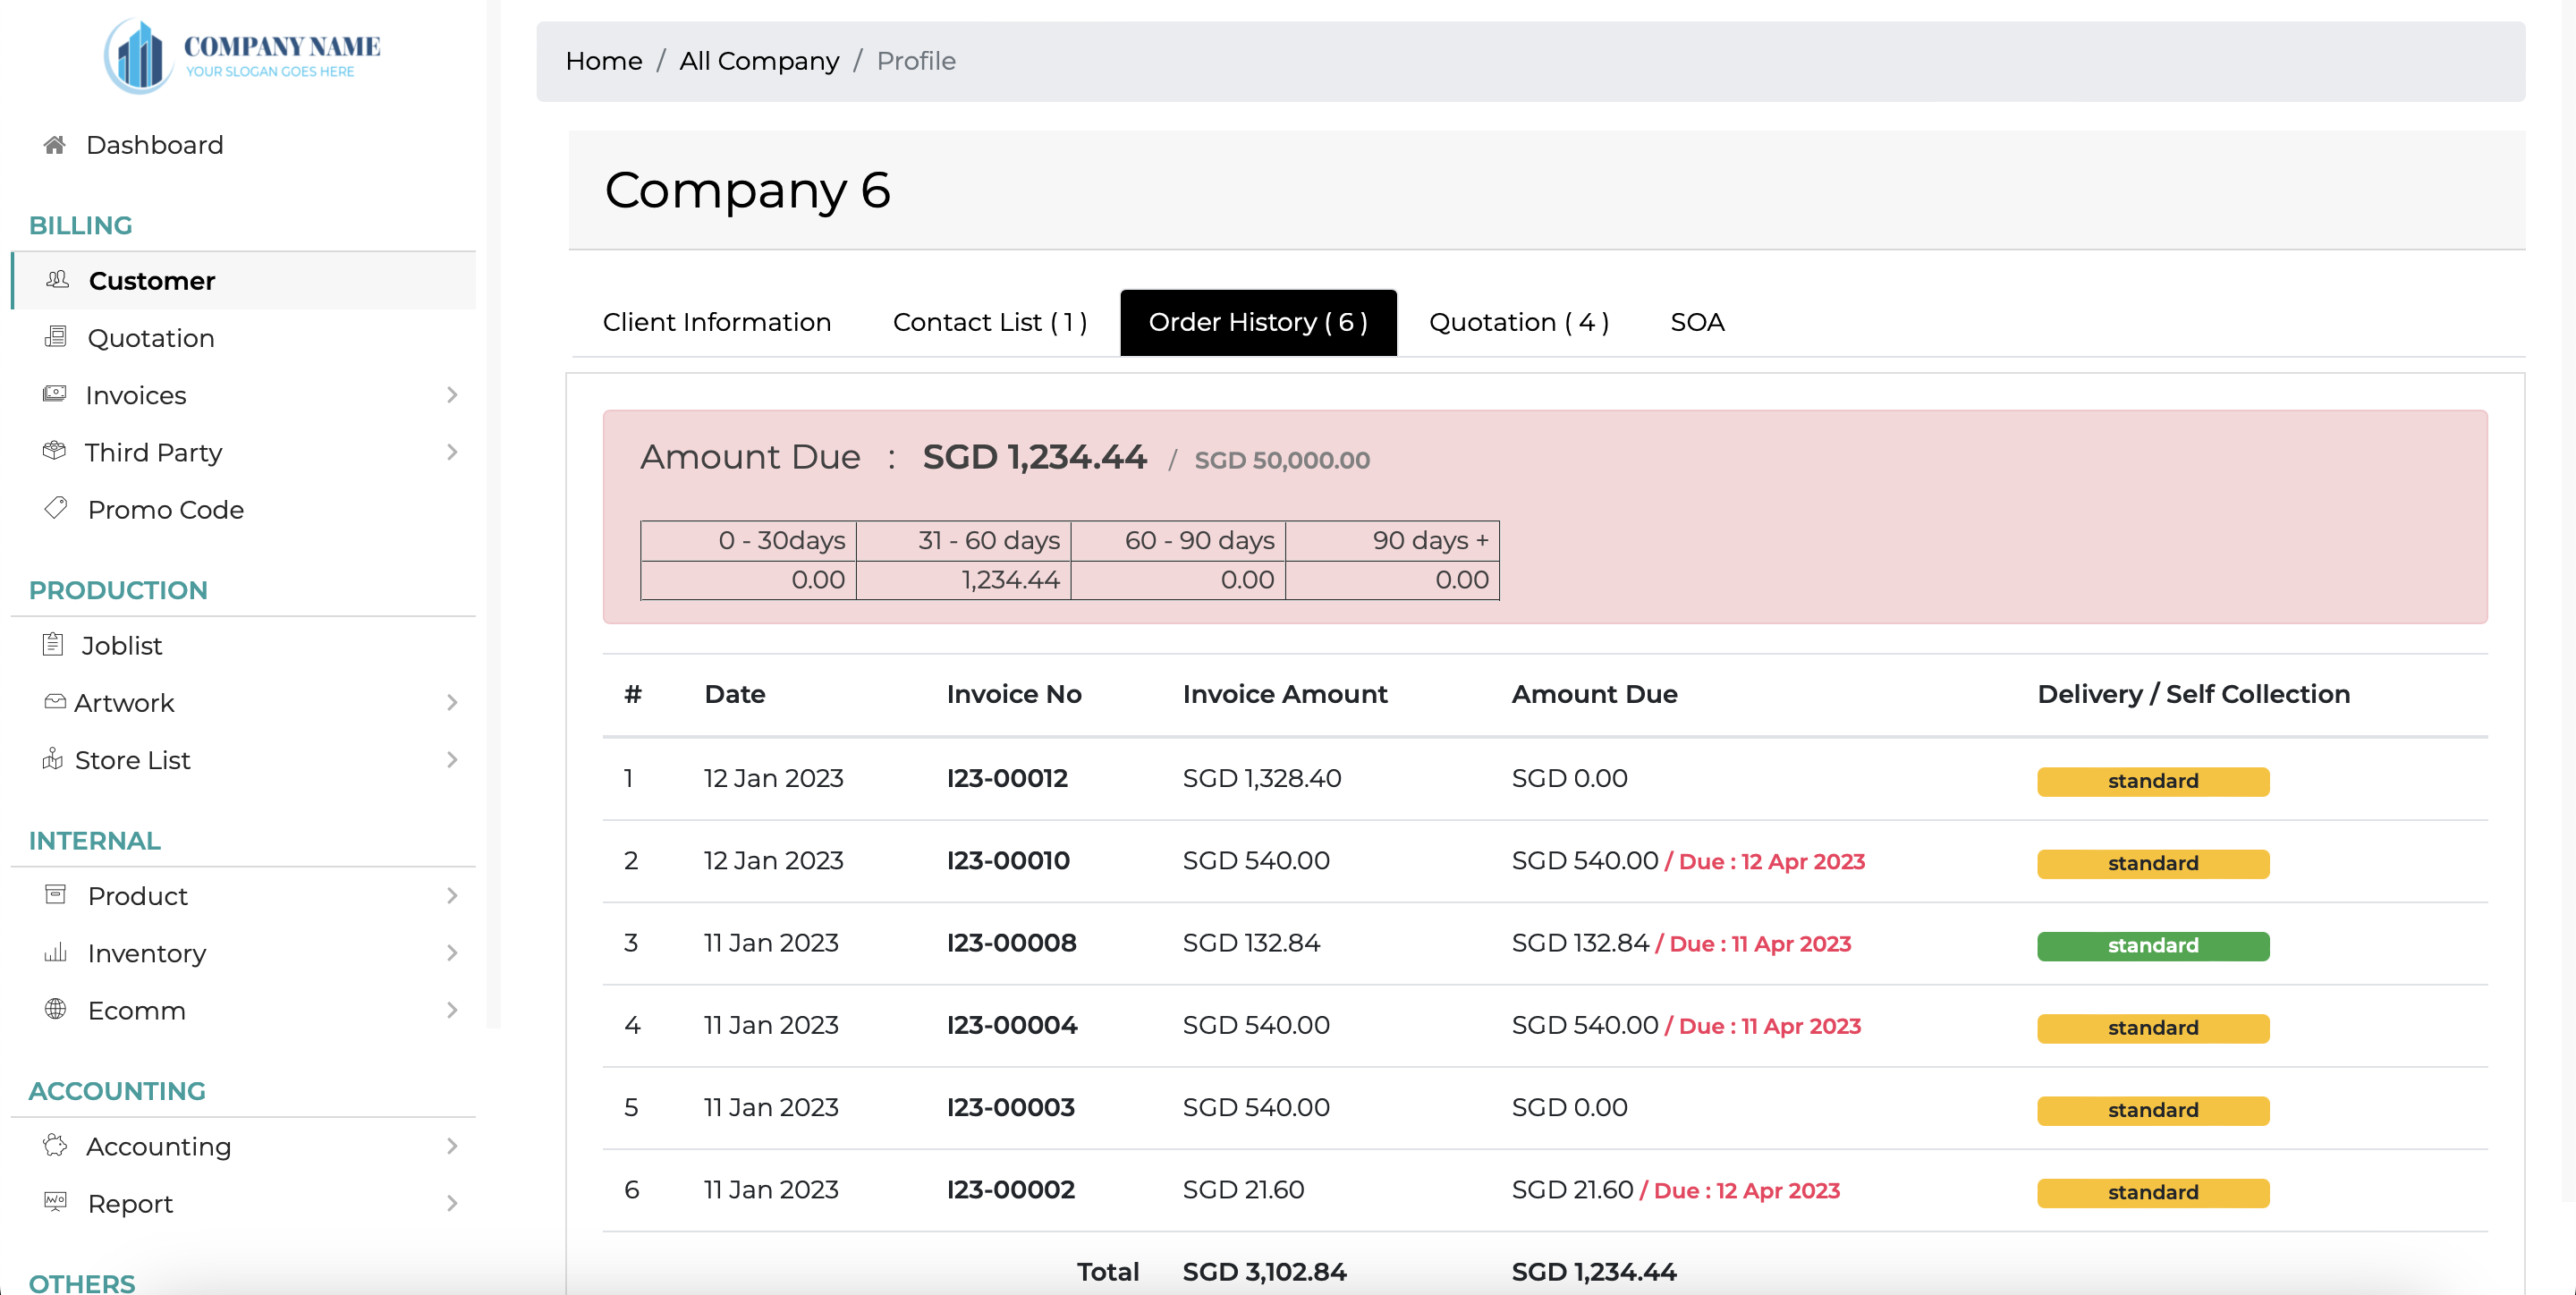 COMPANY NAME
YOUR SLOGAN GOES HERE
Dashboard
BILLING
Customer
Quotation
Invoices
Third Party
Promo Code
PRODUCTION
Joblist
Artwork
Store List
INTERNAL
Product
Inventory
Ecomm
ACCOUNTING
Accounting
Report
OTHERS
Home / All Company / Profile
Company 6
Client Information Contact List ( 1 ) Order History ( 6 ) Quotation ( 4 ) SOA
Amount Due : SGD 1,234.44 / SGD 50,000.00
0 - 30days 31 - 60 days 60 - 90 days 90 days +
0.00 1,234.44 0.00 0.00
# Date Invoice No Invoice Amount Amount Due Delivery / Self Collection
1 12 Jan 2023 I23-00012 SGD 1,328.40 SGD 0.00 standard
2 12 Jan 2023 I23-00010 SGD 540.00 SGD 540.00 / Due : 12 Apr 2023 standard
3 11 Jan 2023 I23-00008 SGD 132.84 SGD 132.84 / Due : 11 Apr 2023 standard
4 11 Jan 2023 I23-00004 SGD 540.00 SGD 540.00 / Due : 11 Apr 2023 standard
5 11 Jan 2023 I23-00003 SGD 540.00 SGD 0.00 standard
6 11 Jan 2023 I23-00002 SGD 21.60 SGD 21.60 / Due : 12 Apr 2023 standard
Total SGD 3,102.84 SGD 1,234.44